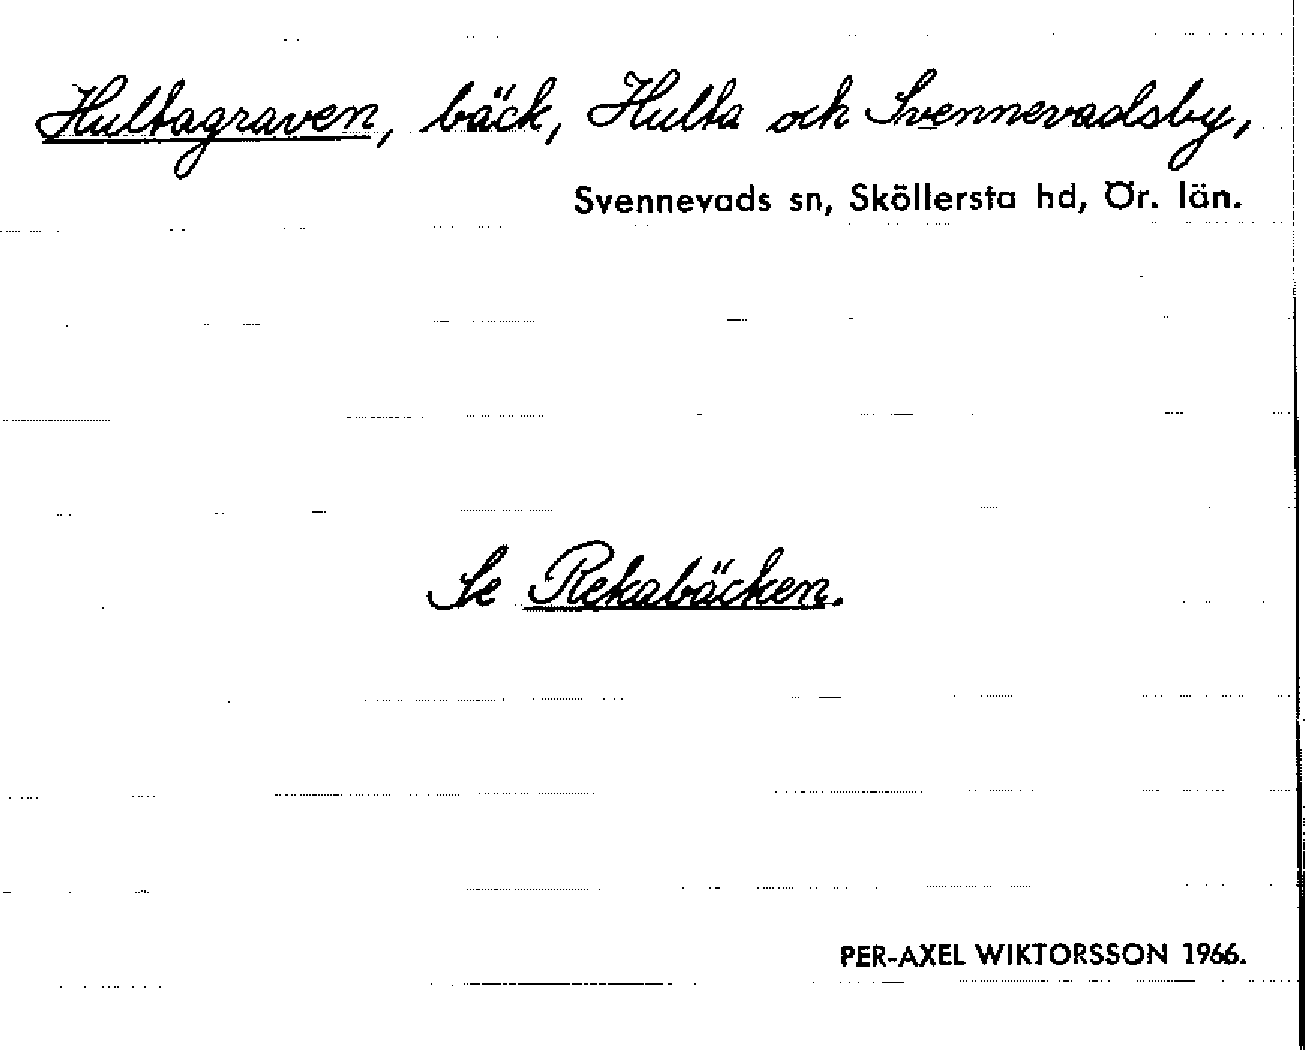 Hultagraven, bäck, Hulta och Svennevadsby,
Svennevads sn, Sköllersta hd, Ör. län.
Se Rekabäcken.
PER-AXEL WIKTORSSON 1966.